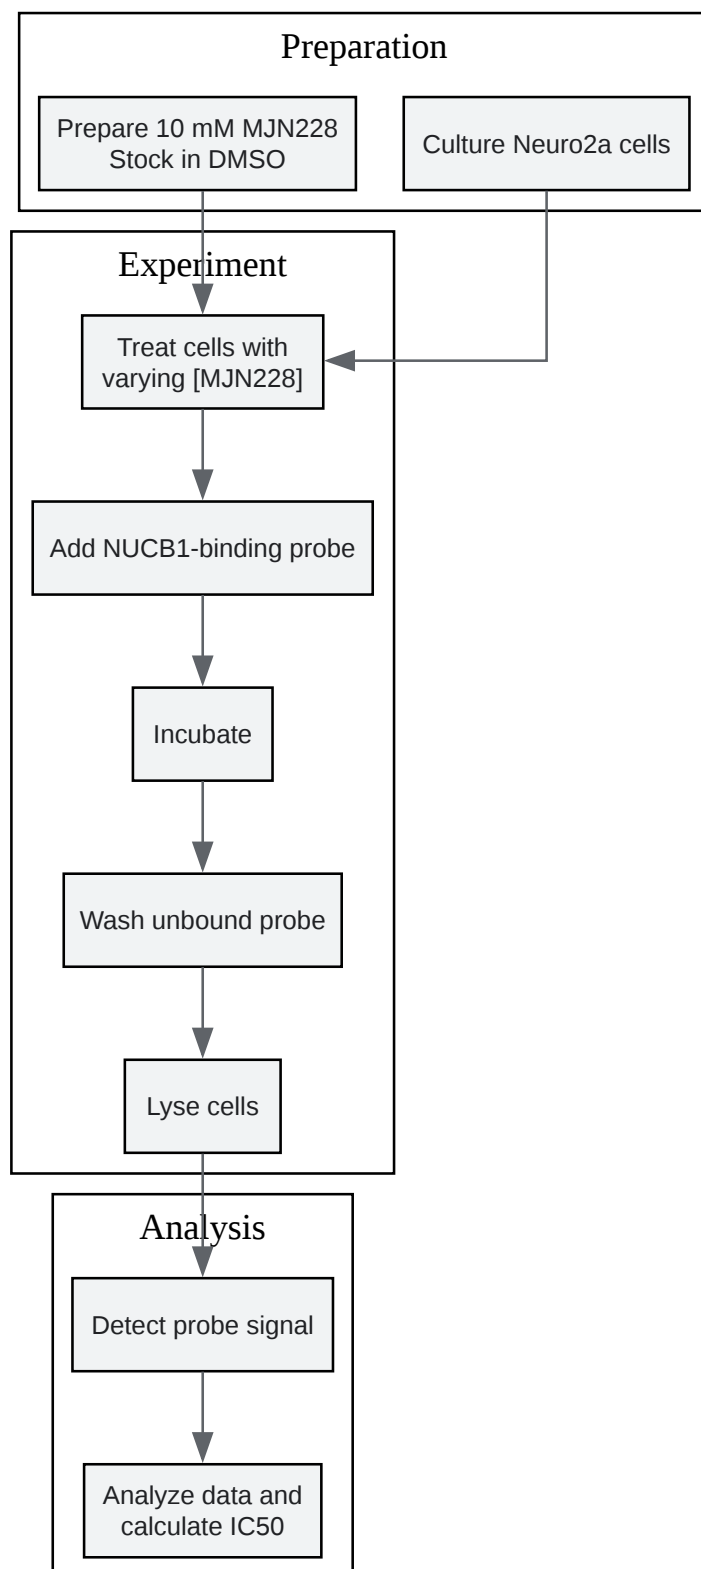 Preparation
Prepare 10 mM MJN228
Stock in DMSO
Culture Neuro2a cells
Experiment
Treat cells with
varying [MJN228]
Add NUCB1-binding probe
Incubate
Wash unbound probe
Lyse cells
Analysis
Detect probe signal
Analyze data and
calculate IC50